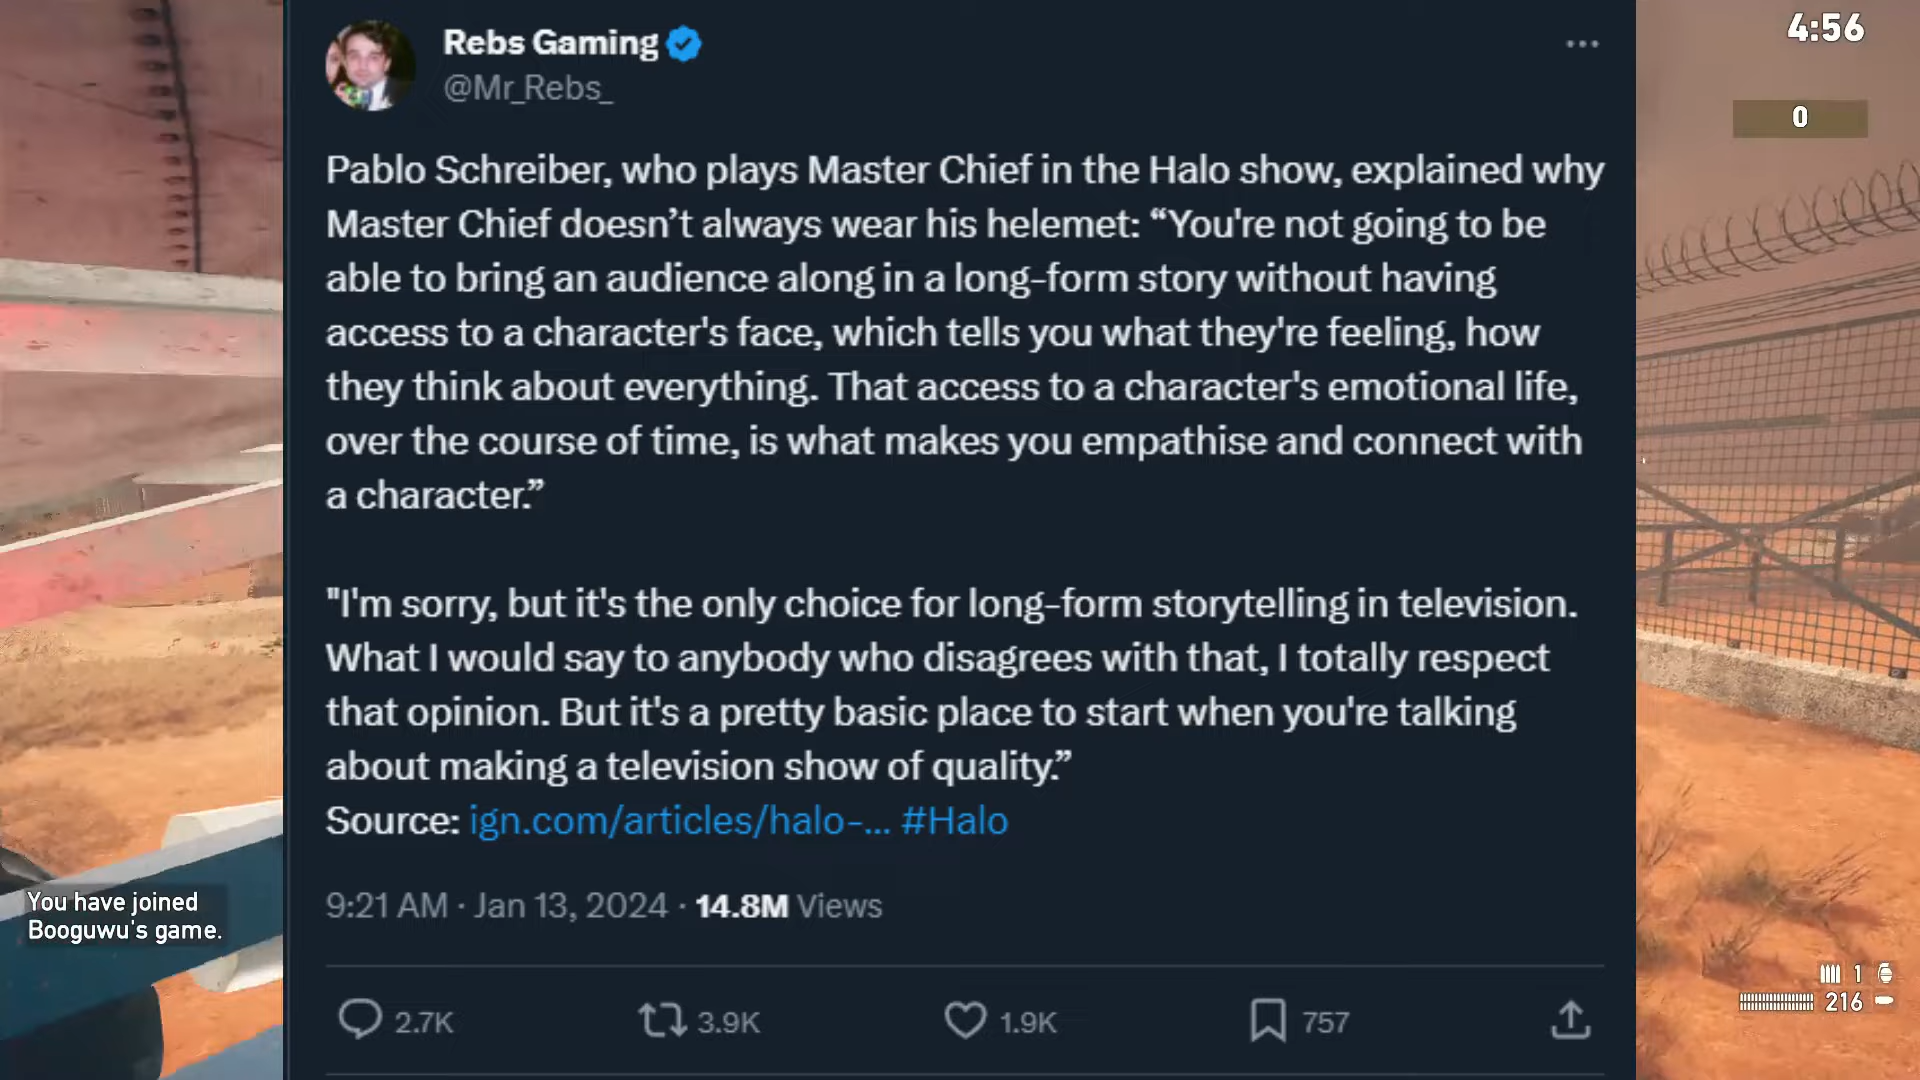 Rebs Gaming
@Mr_Rebs_
4:56
0
Pablo Schreiber, who plays Master Chief in the Halo show, explained why
Master Chief doesn’t always wear his helemet: “You're not going to be
able to bring an audience along in a long-form story without having
access to a character's face, which tells you what they're feeling, how
they think about everything. That access to a character's emotional life,
over the course of time, is what makes you empathise and connect with
a character.”
"I'm sorry, but it's the only choice for long-form storytelling in television.
What I would say to anybody who disagrees with that, I totally respect
that opinion. But it's a pretty basic place to start when you're talking
about making a television show of quality.”
Source: ign.com/articles/halo-... #Halo
9:21 AM · Jan 13, 2024 · 14.8M Views
You have joined
Booguwu's game.
2.7K 3.9K 1.9K 757
1
216